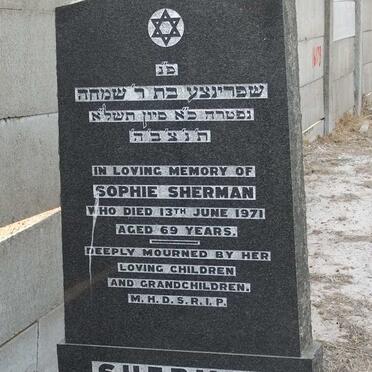 פ״נ
שפרינצע בת ר׳ שמחה
נפטרה כ״א סיון תשל״א
ת׳נ׳צ׳ב׳ה׳
IN LOVING MEMORY OF
SOPHIE SHERMAN
WHO DIED 13TH JUNE 1971
AGED 69 YEARS.
DEEPLY MOURNED BY HER
LOVING CHILDREN
AND GRANDCHILDREN.
M.H.D.S.R.I.P.